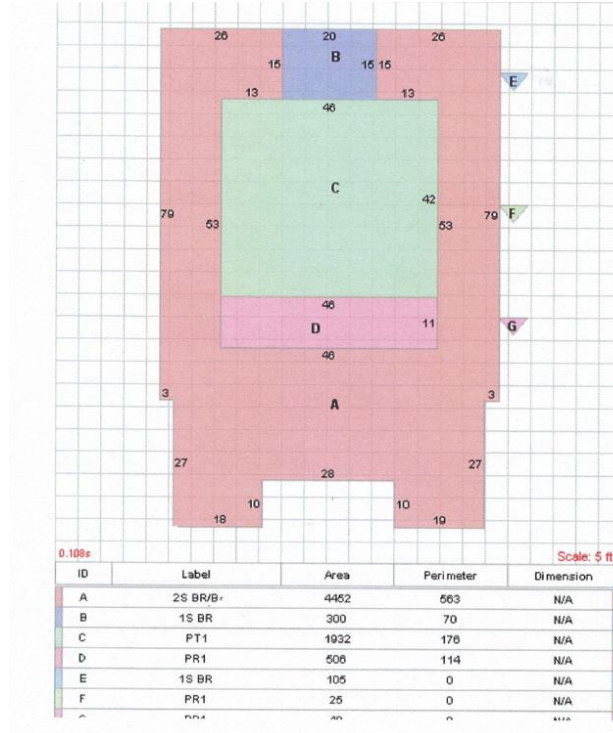 26 20 26
B
15 15 15
E
13 13
46
C
42
79 53 53 79
F
46
D 11
G
46
A
3 3
27 27
28
10 10
18 19
0.108s Scale: 5 ft
ID Label Area Perimeter Dimension
A 2S BR/B 4452 563 N/A
B 1S BR 300 70 N/A
C PT1 1932 176 N/A
D PR1 506 114 N/A
E 1S BR 105 0 N/A
F PR1 25 0 N/A